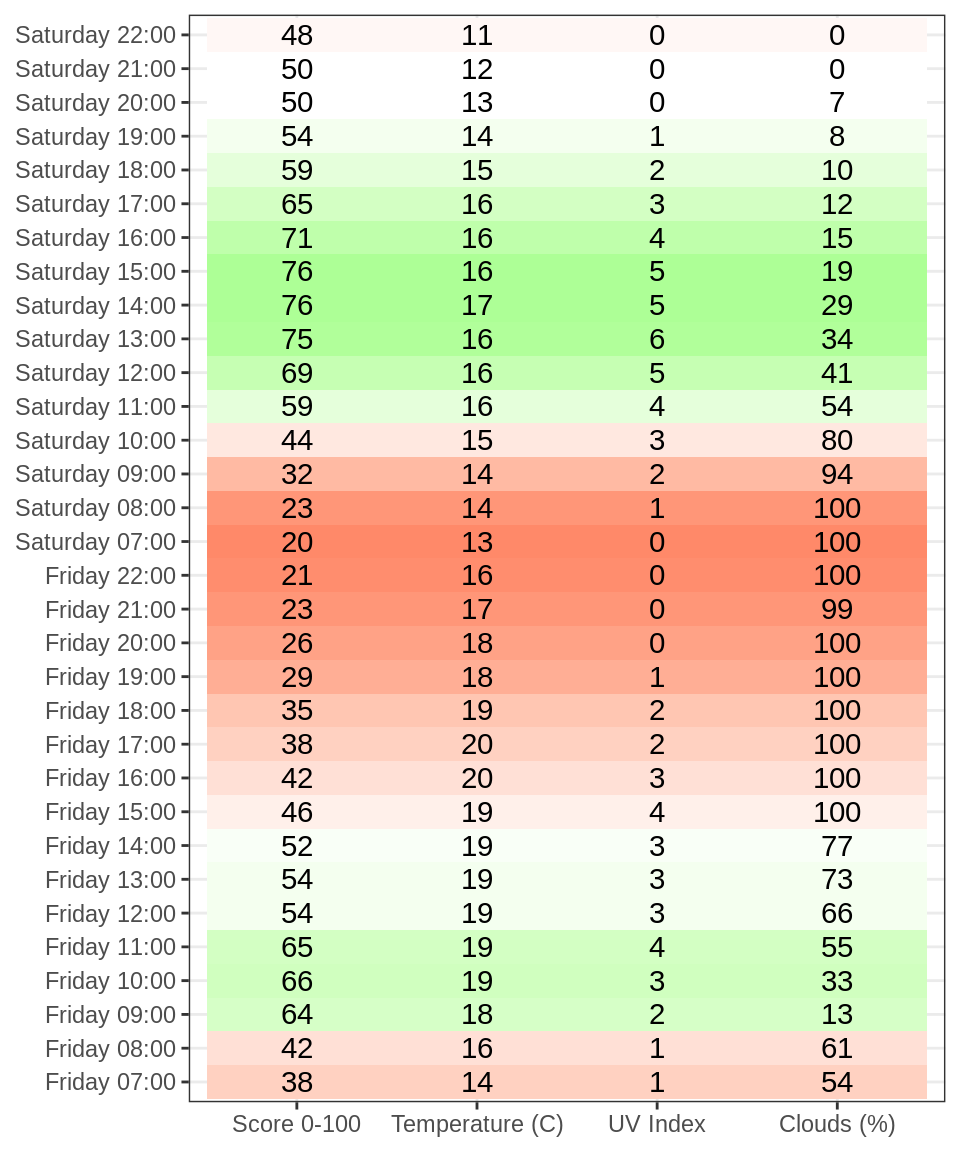 Saturday 22:00 48 11 0 0
Saturday 21:00 50 12 0 0
Saturday 20:00 50 13 0 7
Saturday 19:00 54 14 1 8
Saturday 18:00 59 15 2 10
Saturday 17:00 65 16 3 12
Saturday 16:00 71 16 4 15
Saturday 15:00 76 16 5 19
Saturday 14:00 76 17 5 29
Saturday 13:00 75 16 6 34
Saturday 12:00 69 16 5 41
Saturday 11:00 59 16 4 54
Saturday 10:00 44 15 3 80
Saturday 09:00 32 14 2 94
Saturday 08:00 23 14 1 100
Saturday 07:00 20 13 0 100
Friday 22:00 21 16 0 100
Friday 21:00 23 17 0 99
Friday 20:00 26 18 0 100
Friday 19:00 29 18 1 100
Friday 18:00 35 19 2 100
Friday 17:00 38 20 2 100
Friday 16:00 42 20 3 100
Friday 15:00 46 19 4 100
Friday 14:00 52 19 3 77
Friday 13:00 54 19 3 73
Friday 12:00 54 19 3 66
Friday 11:00 65 19 4 55
Friday 10:00 66 19 3 33
Friday 09:00 64 18 2 13
Friday 08:00 42 16 1 61
Friday 07:00 38 14 1 54
Score 0-100 Temperature (C) UV Index Clouds (%)